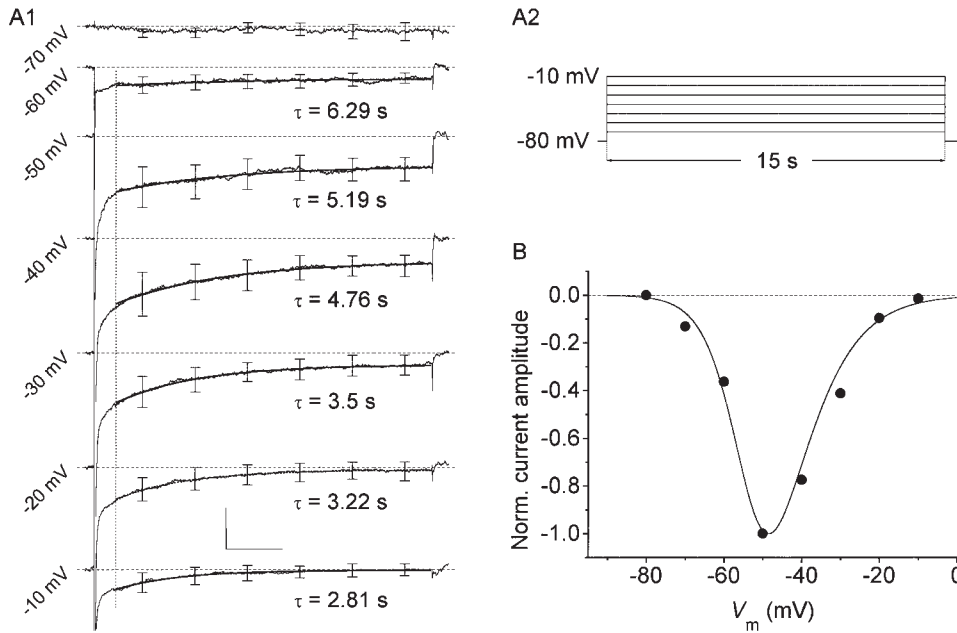 A1
-70 mV
-60 mV
τ = 6.29 s
-50 mV
τ = 5.19 s
-40 mV
τ = 4.76 s
-30 mV
τ = 3.5 s
-20 mV
τ = 3.22 s
-10 mV
τ = 2.81 s
A2
-10 mV
-80 mV
15 s
B
Norm. current amplitude
0.0
-0.2
-0.4
-0.6
-0.8
-1.0
-80
-60
-40
-20
0
Vm (mV)